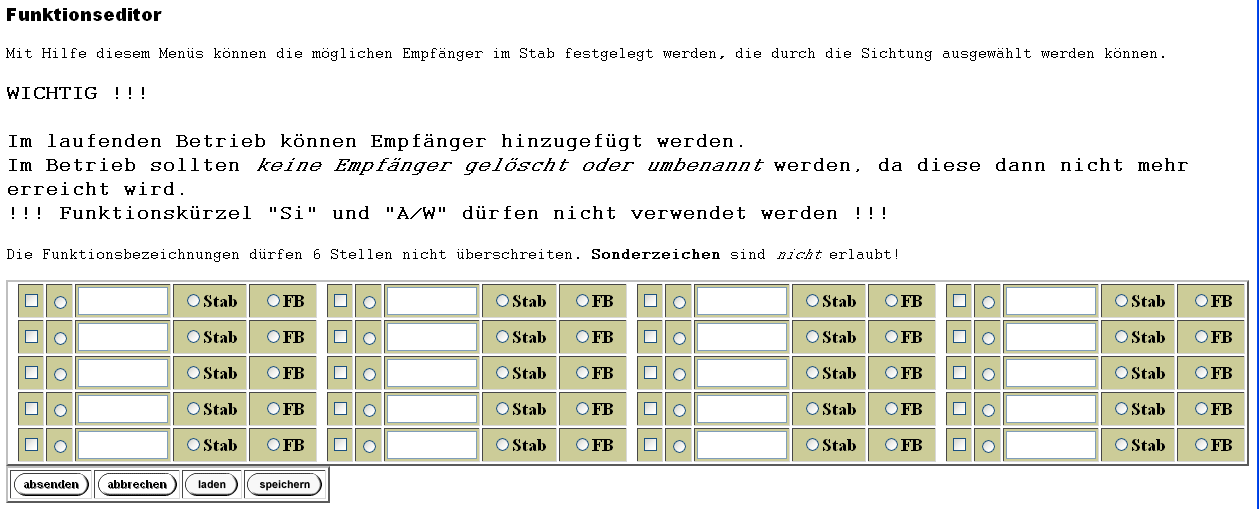 Funktionseditor
Mit Hilfe diesem Menüs können die möglichen Empfänger im Stab festgelegt werden, die durch die Sichtung ausgewählt werden können.
WICHTIG !!!
Im laufenden Betrieb können Empfänger hinzugefügt werden.
Im Betrieb sollten keine Empfänger gelöscht oder umbenannt werden, da diese dann nicht mehr
erreicht wird.
!!! Funktionskürzel "Si" und "A/W" dürfen nicht verwendet werden !!!
Die Funktionsbezeichnungen dürfen 6 Stellen nicht überschreiten. Sonderzeichen sind nicht erlaubt!
Stab FB Stab FB Stab FB Stab FB
Stab FB Stab FB Stab FB Stab FB
Stab FB Stab FB Stab FB Stab FB
Stab FB Stab FB Stab FB Stab FB
Stab FB Stab FB Stab FB Stab FB
absenden abbrechen laden speichern